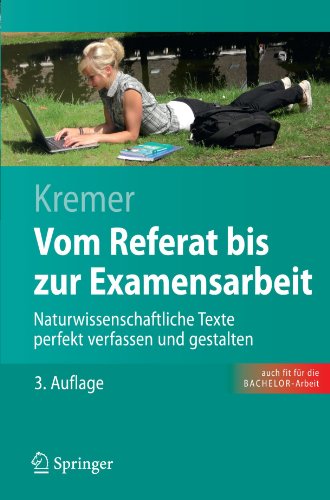 Kremer
Vom Referat bis
zur Examensarbeit
Naturwissenschaftliche Texte
perfekt verfassen und gestalten
3. Auflage
auch fit für die
BACHELOR-Arbeit
Springer